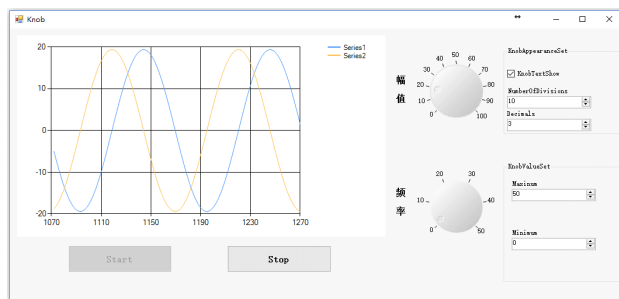 Knob
20
10
0
-10
-20
1070 1110 1150 1190 1230 1270
Series1
Series2
Start
Stop
幅值
0 10 20 30 40 50 60 70 80 90 100
频率
0 10 20 30 40 50
KnobAppearanceSet
KnobTextShow
NumberOfDivisions
10
Decimals
3
KnobValueSet
Maximum
50
Minimum
0